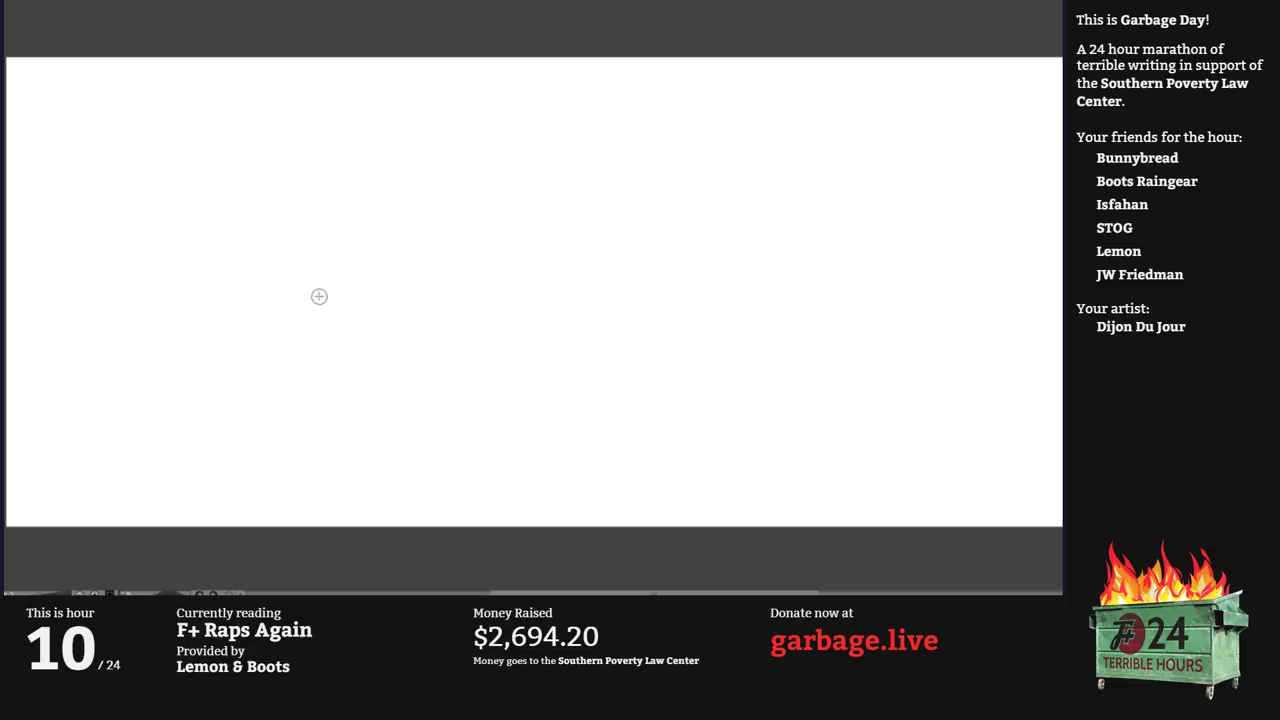 This is Garbage Day!
A 24 hour marathon of
terrible writing in support of
the Southern Poverty Law
Center.
Your friends for the hour:
Bunnybread
Boots Raingear
Isfahan
STOG
Lemon
JW Friedman
Your artist:
Dijon Du Jour
F+ 24
TERRIBLE HOURS
This is hour
10 / 24
Currently reading
F+ Raps Again
Provided by
Lemon & Boots
Money Raised
$2,694.20
Money goes to the Southern Poverty Law Center
Donate now at
garbage.live